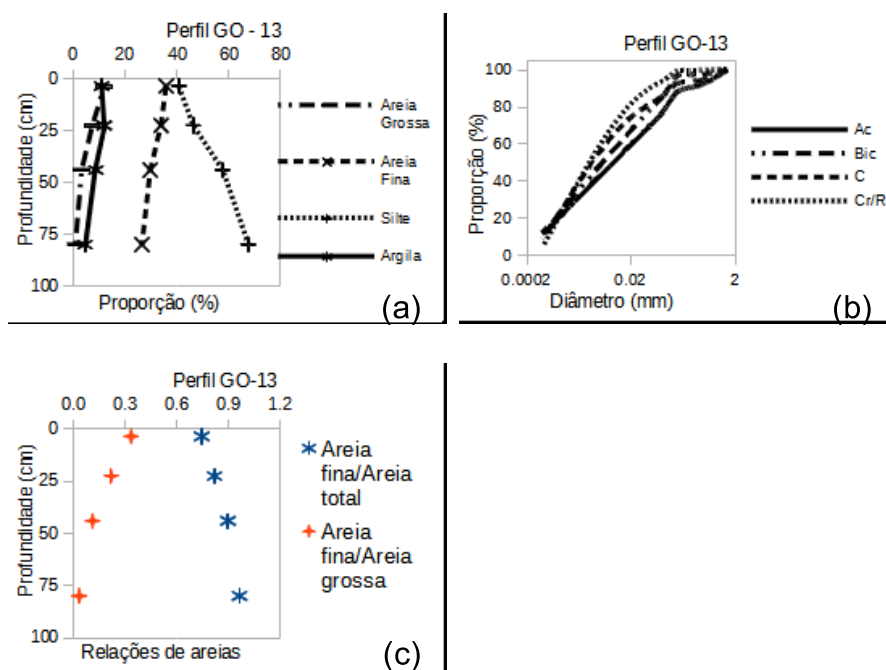 Perfil GO - 13
0 20 40 60 80
0
25
50
75
100
Profundidade (cm)
Proporção (%)
Areia
Grossa
Areia
Fina
Silte
Argila
(a)
Perfil GO-13
100
80
60
40
20
0
Proporção (%)
0.0002 0.02 2
Diâmetro (mm)
Ac
Bic
C
Cr/R
(b)
Perfil GO-13
0.0 0.3 0.6 0.9 1.2
0
25
50
75
100
Profundidade (cm)
Relações de areias
Areia
fina/Areia
total
Areia
fina/Areia
grossa
(c)